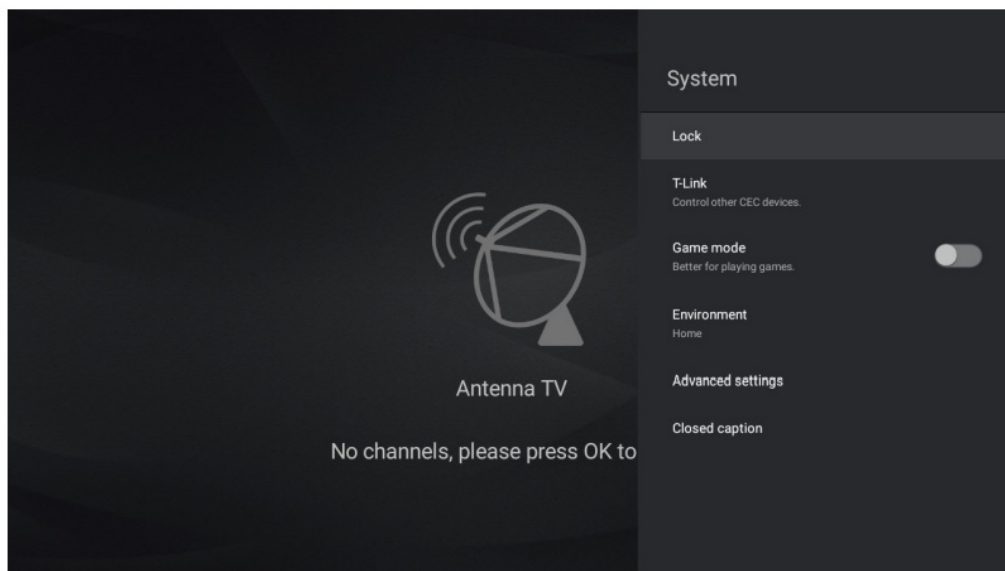 System
Lock
T-Link
Control other CEC devices.
Game mode
Better for playing games.
Environment
Home
Advanced settings
Closed caption
Antenna TV
No channels, please press OK to